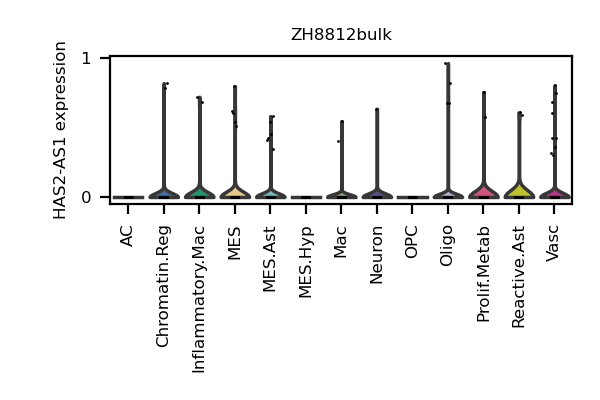 ZH8812bulk
HAS2-AS1 expression
1
0
AC
Chromatin.Reg
Inflammatory.Mac
MES
MES.Ast
MES.Hyp
Mac
Neuron
OPC
Oligo
Prolif.Metab
Reactive.Ast
Vasc